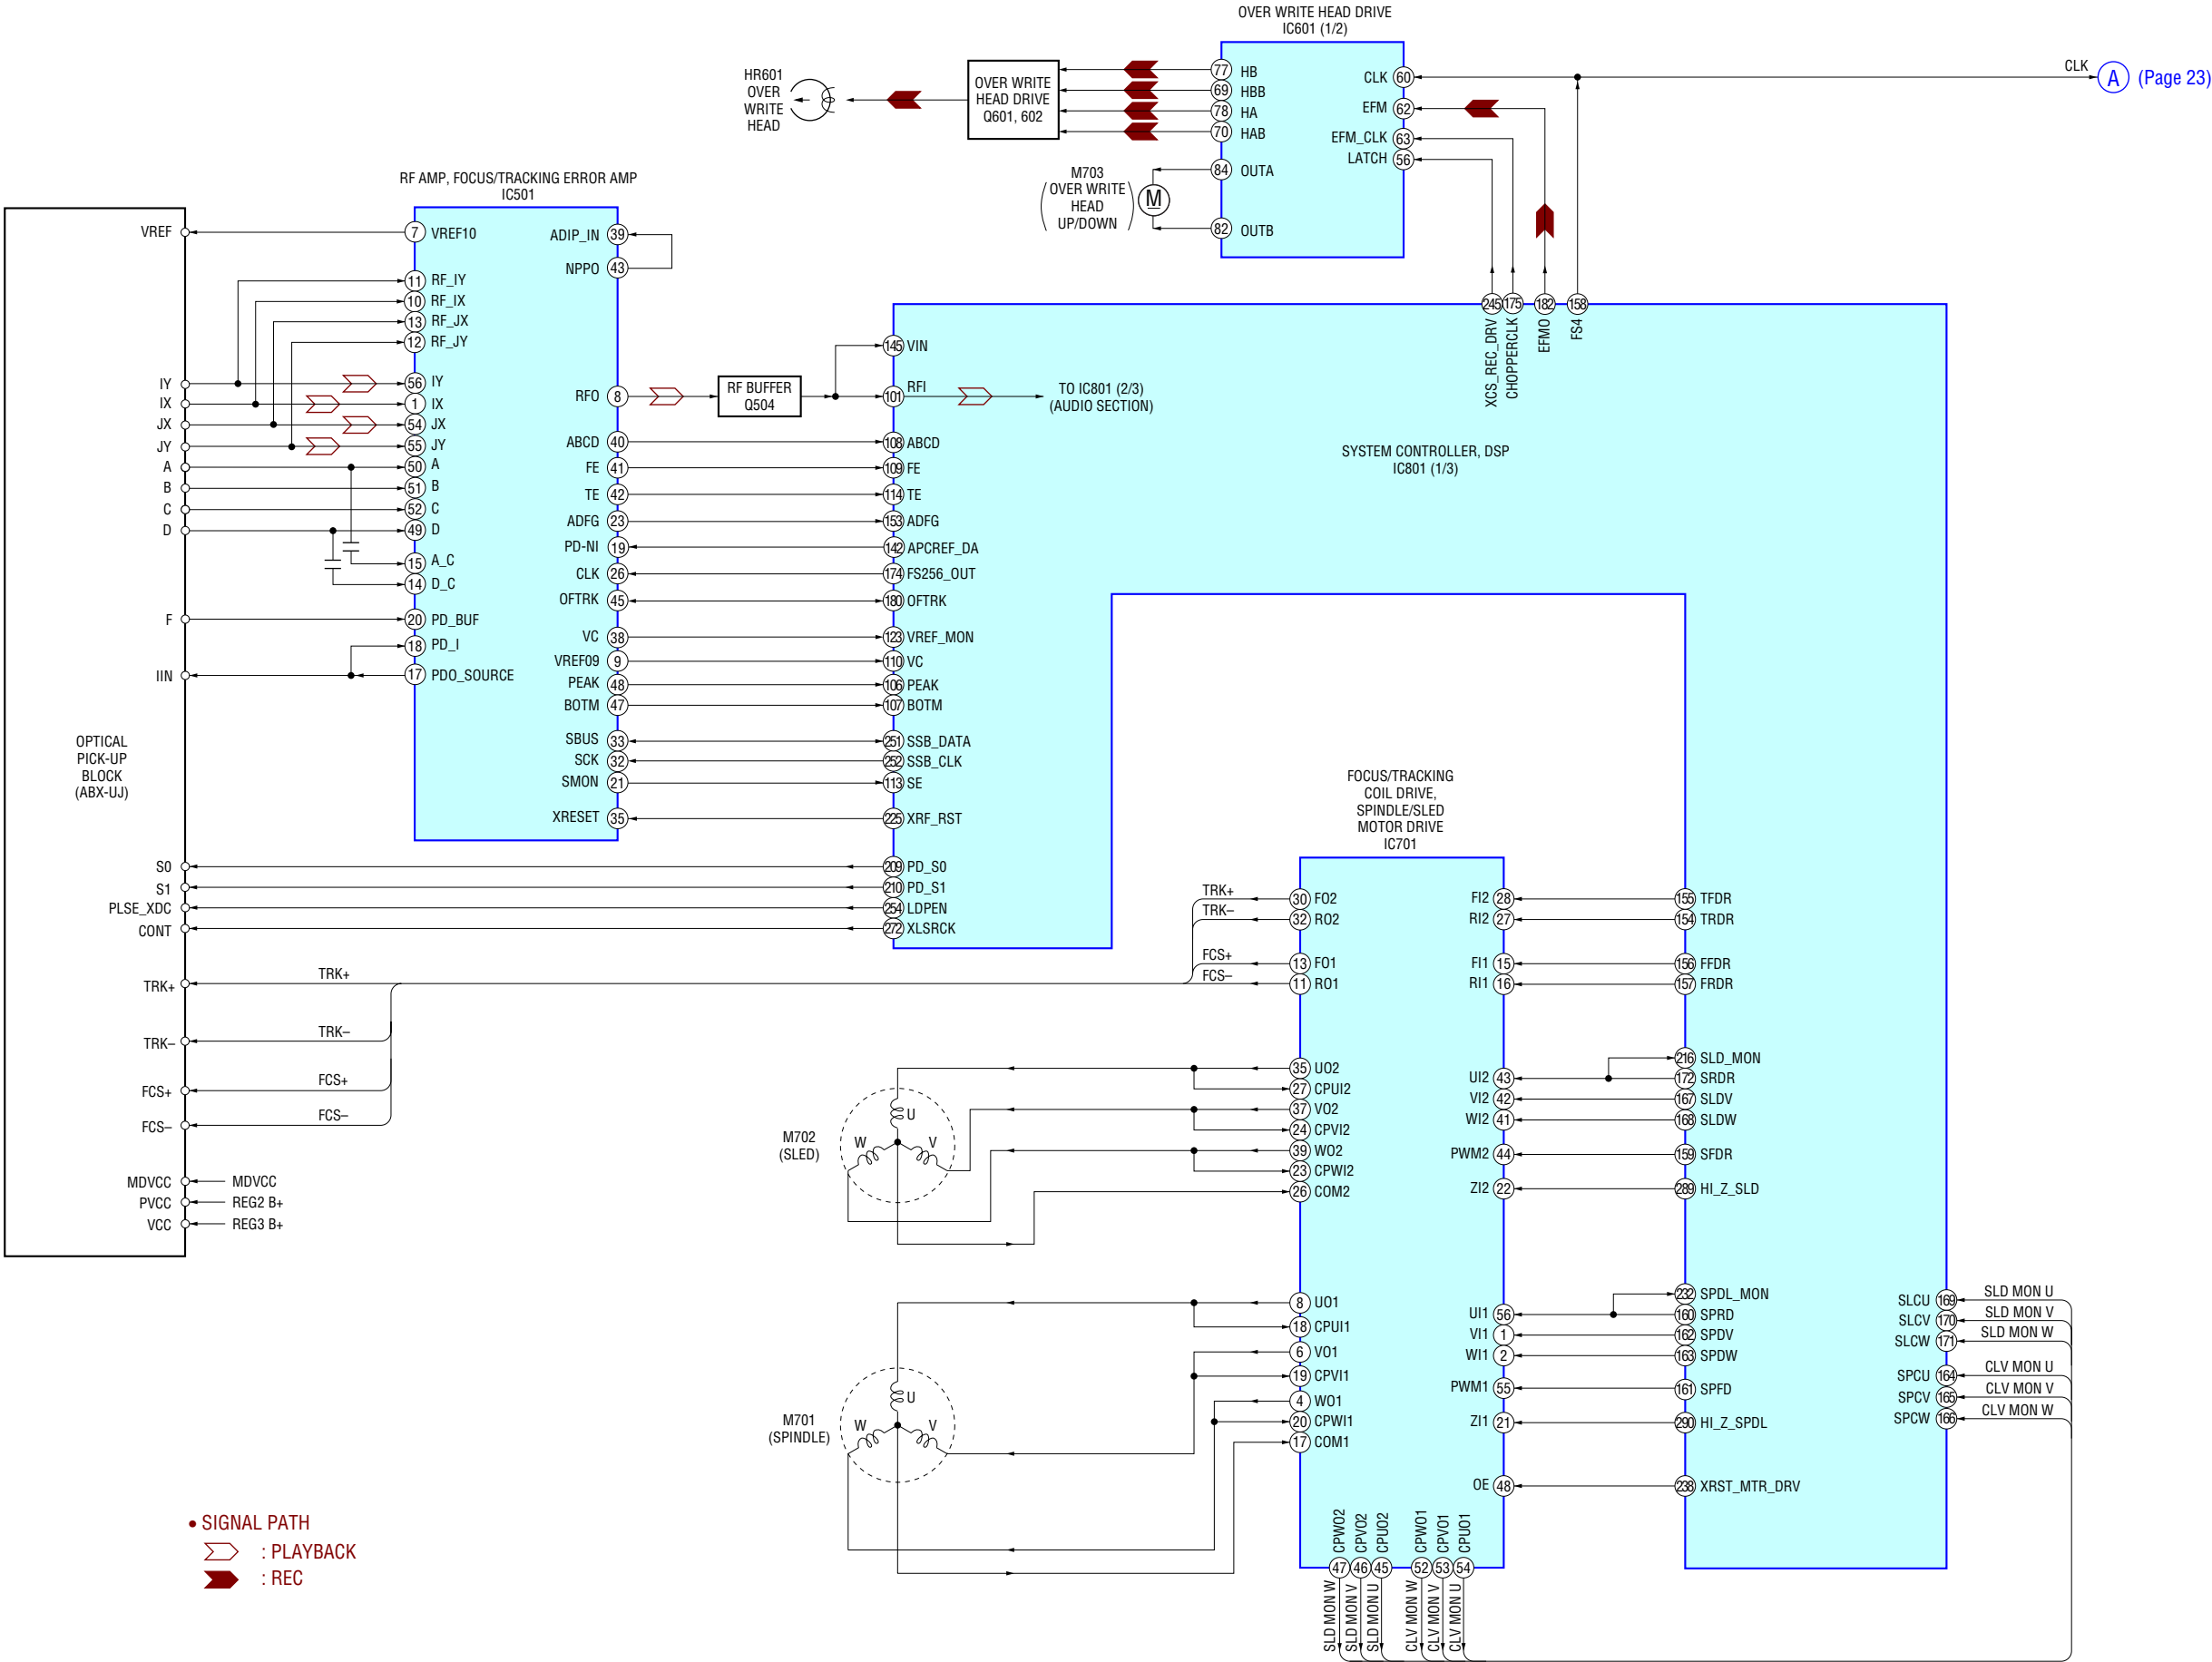 OVER WRITE HEAD DRIVE
IC601 (1/2)
HR601
OVER
WRITE
HEAD
OVER WRITE
HEAD DRIVE
Q601, 602
77 HB
69 HBB
78 HA
70 HAB
84 OUTA
82 OUTB
CLK 60
EFM 62
EFM_CLK 63
LATCH 56
CLK
A (Page 23)
M703
(OVER WRITE
HEAD
UP/DOWN)
M
RF AMP, FOCUS/TRACKING ERROR AMP
IC501
VREF
IY
IX
JX
JY
A
B
C
D
F
IIN
OPTICAL
PICK-UP
BLOCK
(ABX-UJ)
S0
S1
PLSE_XDC
CONT
TRK+
TRK–
FCS+
FCS–
MDVCC
PVCC
VCC
MDVCC
REG2 B+
REG3 B+
7 VREF10
11 RF_IY
10 RF_IX
13 RF_JX
12 RF_JY
56 IY
1 IX
54 JX
55 JY
50 A
51 B
52 C
49 D
15 A_C
14 D_C
20 PD_BUF
18 PD_I
17 PDO_SOURCE
ADIP_IN 39
NPPO 43
RFO 8
ABCD 40
FE 41
TE 42
ADFG 23
PD-NI 19
CLK 26
OFTRK 45
VC 38
VREF09 9
PEAK 48
BOTM 47
SBUS 33
SCK 32
SMON 21
XRESET 35
RF BUFFER
Q504
145 VIN
101 RFI
TO IC801 (2/3)
(AUDIO SECTION)
108 ABCD
109 FE
114 TE
153 ADFG
142 APCREF_DA
174 FS256_OUT
180 OFTRK
123 VREF_MON
110 VC
106 PEAK
107 BOTM
251 SSB_DATA
252 SSB_CLK
113 SE
225 XRF_RST
209 PD_S0
210 PD_S1
254 LDPEN
272 XLSRCK
245 XCS_REC_DRV
175 CHOPPERCLK
182 EFMO
158 FS4
SYSTEM CONTROLLER, DSP
IC801 (1/3)
FOCUS/TRACKING
COIL DRIVE,
SPINDLE/SLED
MOTOR DRIVE
IC701
TRK+
TRK–
FCS+
FCS–
TRK+
TRK–
FCS+
FCS–
30 FO2
32 RO2
13 FO1
11 RO1
35 UO2
27 CPUI2
37 VO2
24 CPVI2
39 WO2
23 CPWI2
26 COM2
8 UO1
18 CPUI1
6 VO1
19 CPVI1
4 WO1
20 CPWI1
17 COM1
M702
(SLED)
U
W
V
M701
(SPINDLE)
U
W
V
FI2 28
RI2 27
FI1 15
RI1 16
UI2 43
VI2 42
WI2 41
PWM2 44
ZI2 22
UI1 56
VI1 1
WI1 2
PWM1 55
ZI1 21
OE 48
155 TFDR
154 TRDR
156 FFDR
157 FRDR
216 SLD_MON
172 SRDR
167 SLDV
168 SLDW
159 SFDR
289 HI_Z_SLD
232 SPDL_MON
160 SPRD
162 SPDV
163 SPDW
161 SPFD
290 HI_Z_SPDL
238 XRST_MTR_DRV
SLCU 169 SLD MON U
SLCV 170 SLD MON V
SLCW 171 SLD MON W
SPCU 164 CLV MON U
SPCV 165 CLV MON V
SPCW 166 CLV MON W
CPWO2 47 SLD MON W
CPVO2 46 SLD MON V
CPUO2 45 SLD MON U
CPWO1 52 CLV MON W
CPVO1 53 CLV MON V
CPUO1 54 CLV MON U
• SIGNAL PATH
: PLAYBACK
: REC